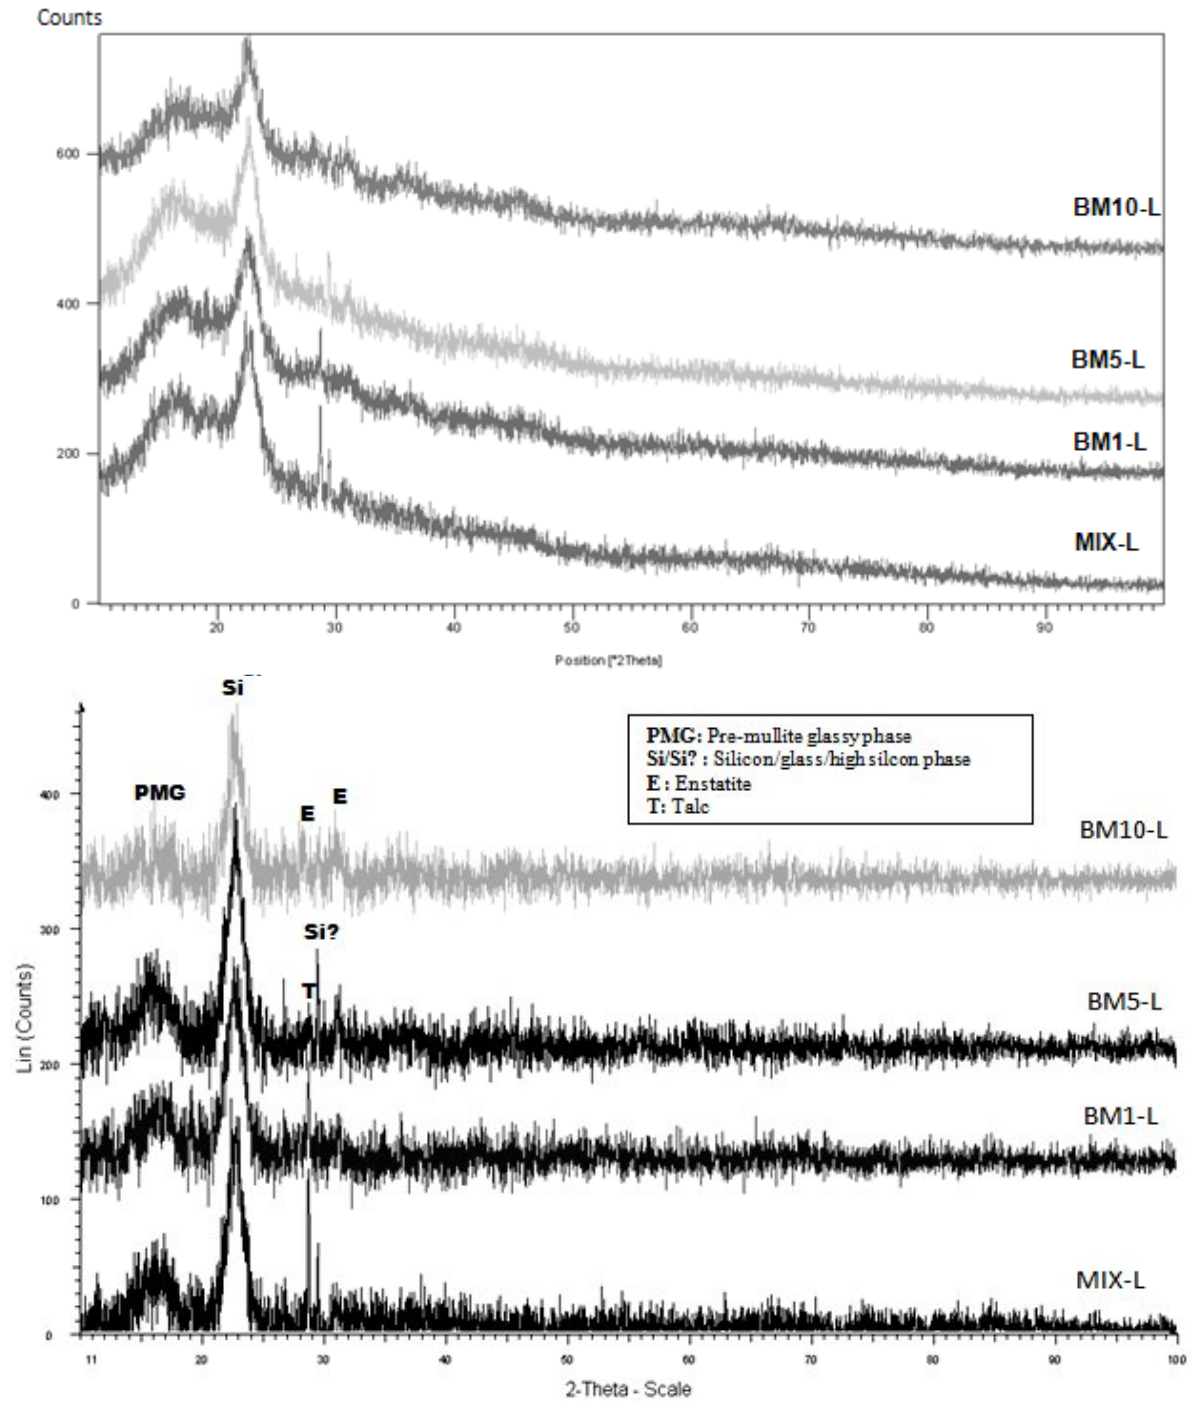 Counts
600
BM10-L
400
BM5-L
BM1-L
200
MIX-L
0
20 30 40 50 60 70 80 90
Position [°2Theta]
Si
PMG: Pre-mullite glassy phase
Si/Si? : Silicon/glass/high silcon phase
E : Enstatite
T: Talc
400
PMG
E
E
BM10-L
300
Si?
T
BM5-L
Lin (Counts)
200
BM1-L
100
MIX-L
0
11 20 30 40 50 60 70 80 90 100
2-Theta - Scale